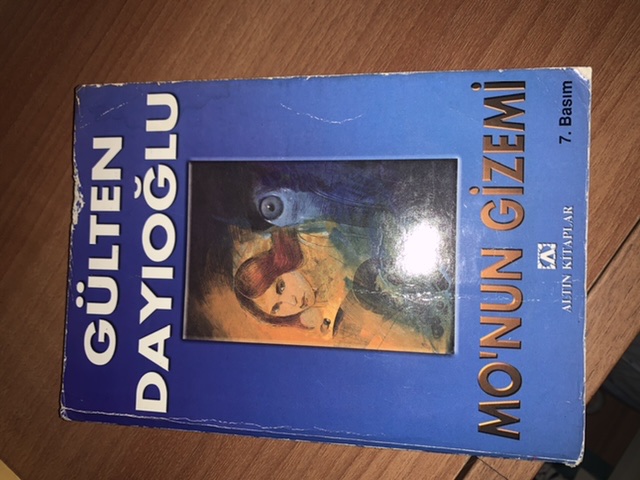 GÜLTEN
DAYIOĞLU
MO'NUN GİZEMİ
ALTIN KİTAPLAR
7. Basım